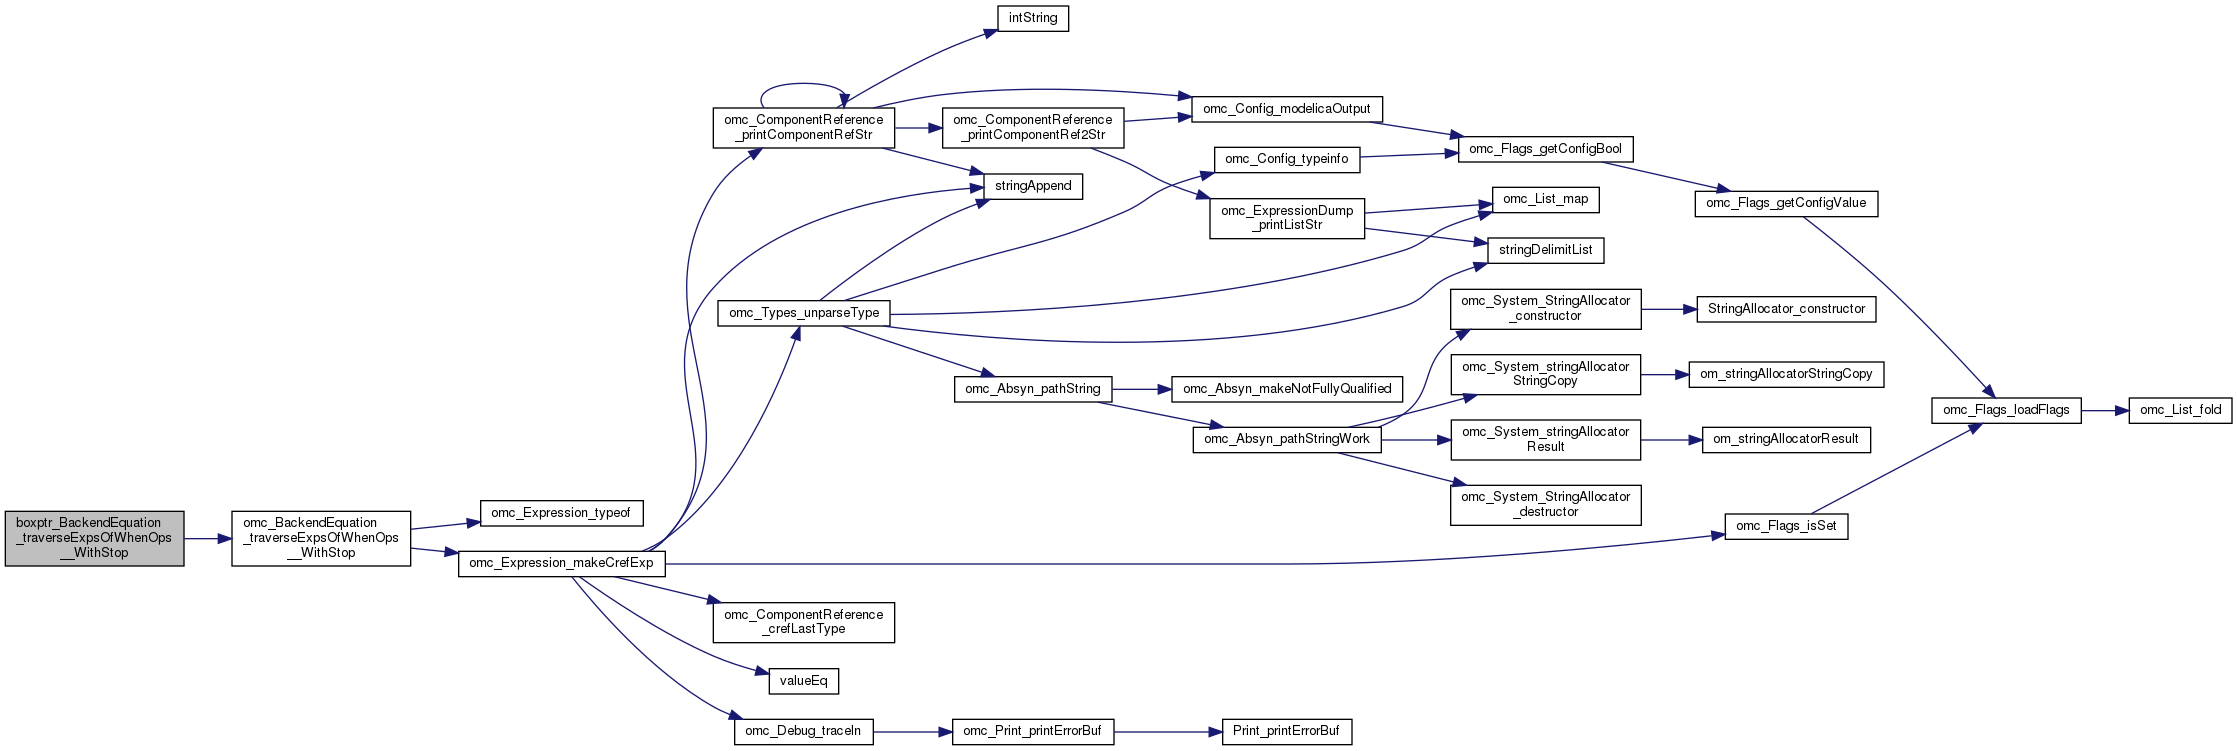 boxptr_BackendEquation
_traverseExpsOfWhenOps
__WithStop
omc_BackendEquation
_traverseExpsOfWhenOps
__WithStop
omc_Expression_typeof
omc_Expression_makeCrefExp
omc_ComponentReference
_printComponentRefStr
intString
omc_ComponentReference
_printComponentRef2Str
stringAppend
omc_Config_modelicaOutput
omc_Config_typeinfo
omc_ExpressionDump
_printListStr
omc_Flags_getConfigBool
omc_List_map
stringDelimitList
omc_Flags_getConfigValue
omc_Types_unparseType
omc_Absyn_pathString
omc_Absyn_makeNotFullyQualified
omc_Absyn_pathStringWork
omc_System_StringAllocator
_constructor
StringAllocator_constructor
omc_System_stringAllocator
StringCopy
om_stringAllocatorStringCopy
omc_System_stringAllocator
Result
om_stringAllocatorResult
omc_System_StringAllocator
_destructor
omc_Flags_loadFlags
omc_List_fold
omc_Flags_isSet
omc_ComponentReference
_crefLastType
valueEq
omc_Debug_traceln
omc_Print_printErrorBuf
Print_printErrorBuf